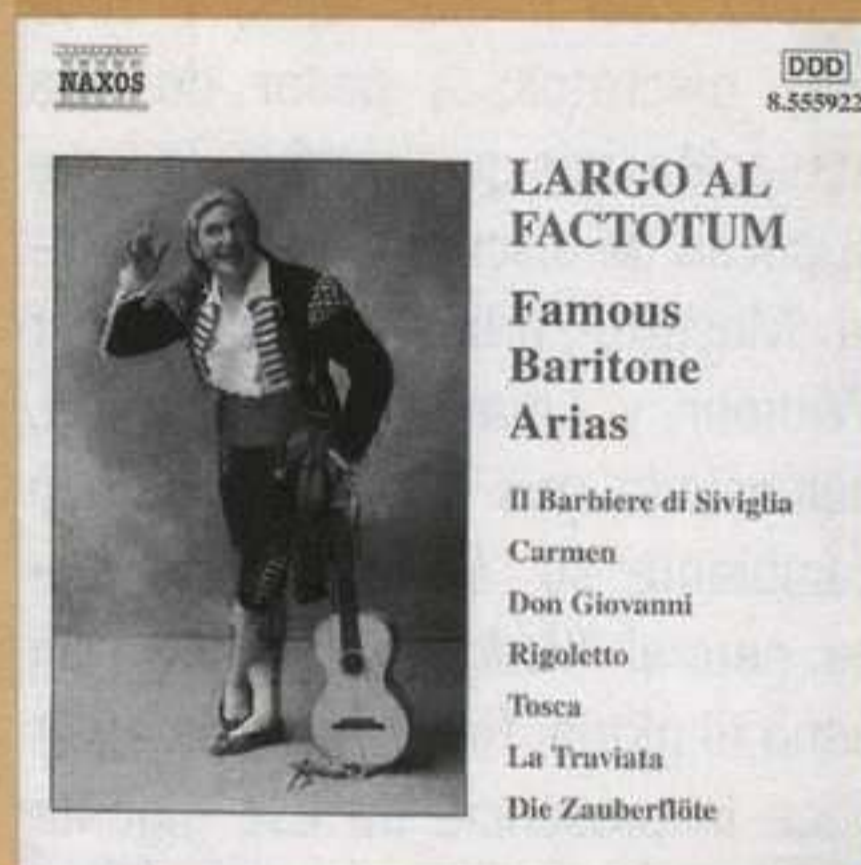 NAXOS
DDD
8.555922
LARGO AL
FACTOTUM
Famous
Baritone
Arias
Il Barbiere di Siviglia
Carmen
Don Giovanni
Rigoletto
Tosca
La Traviata
Die Zauberflöte